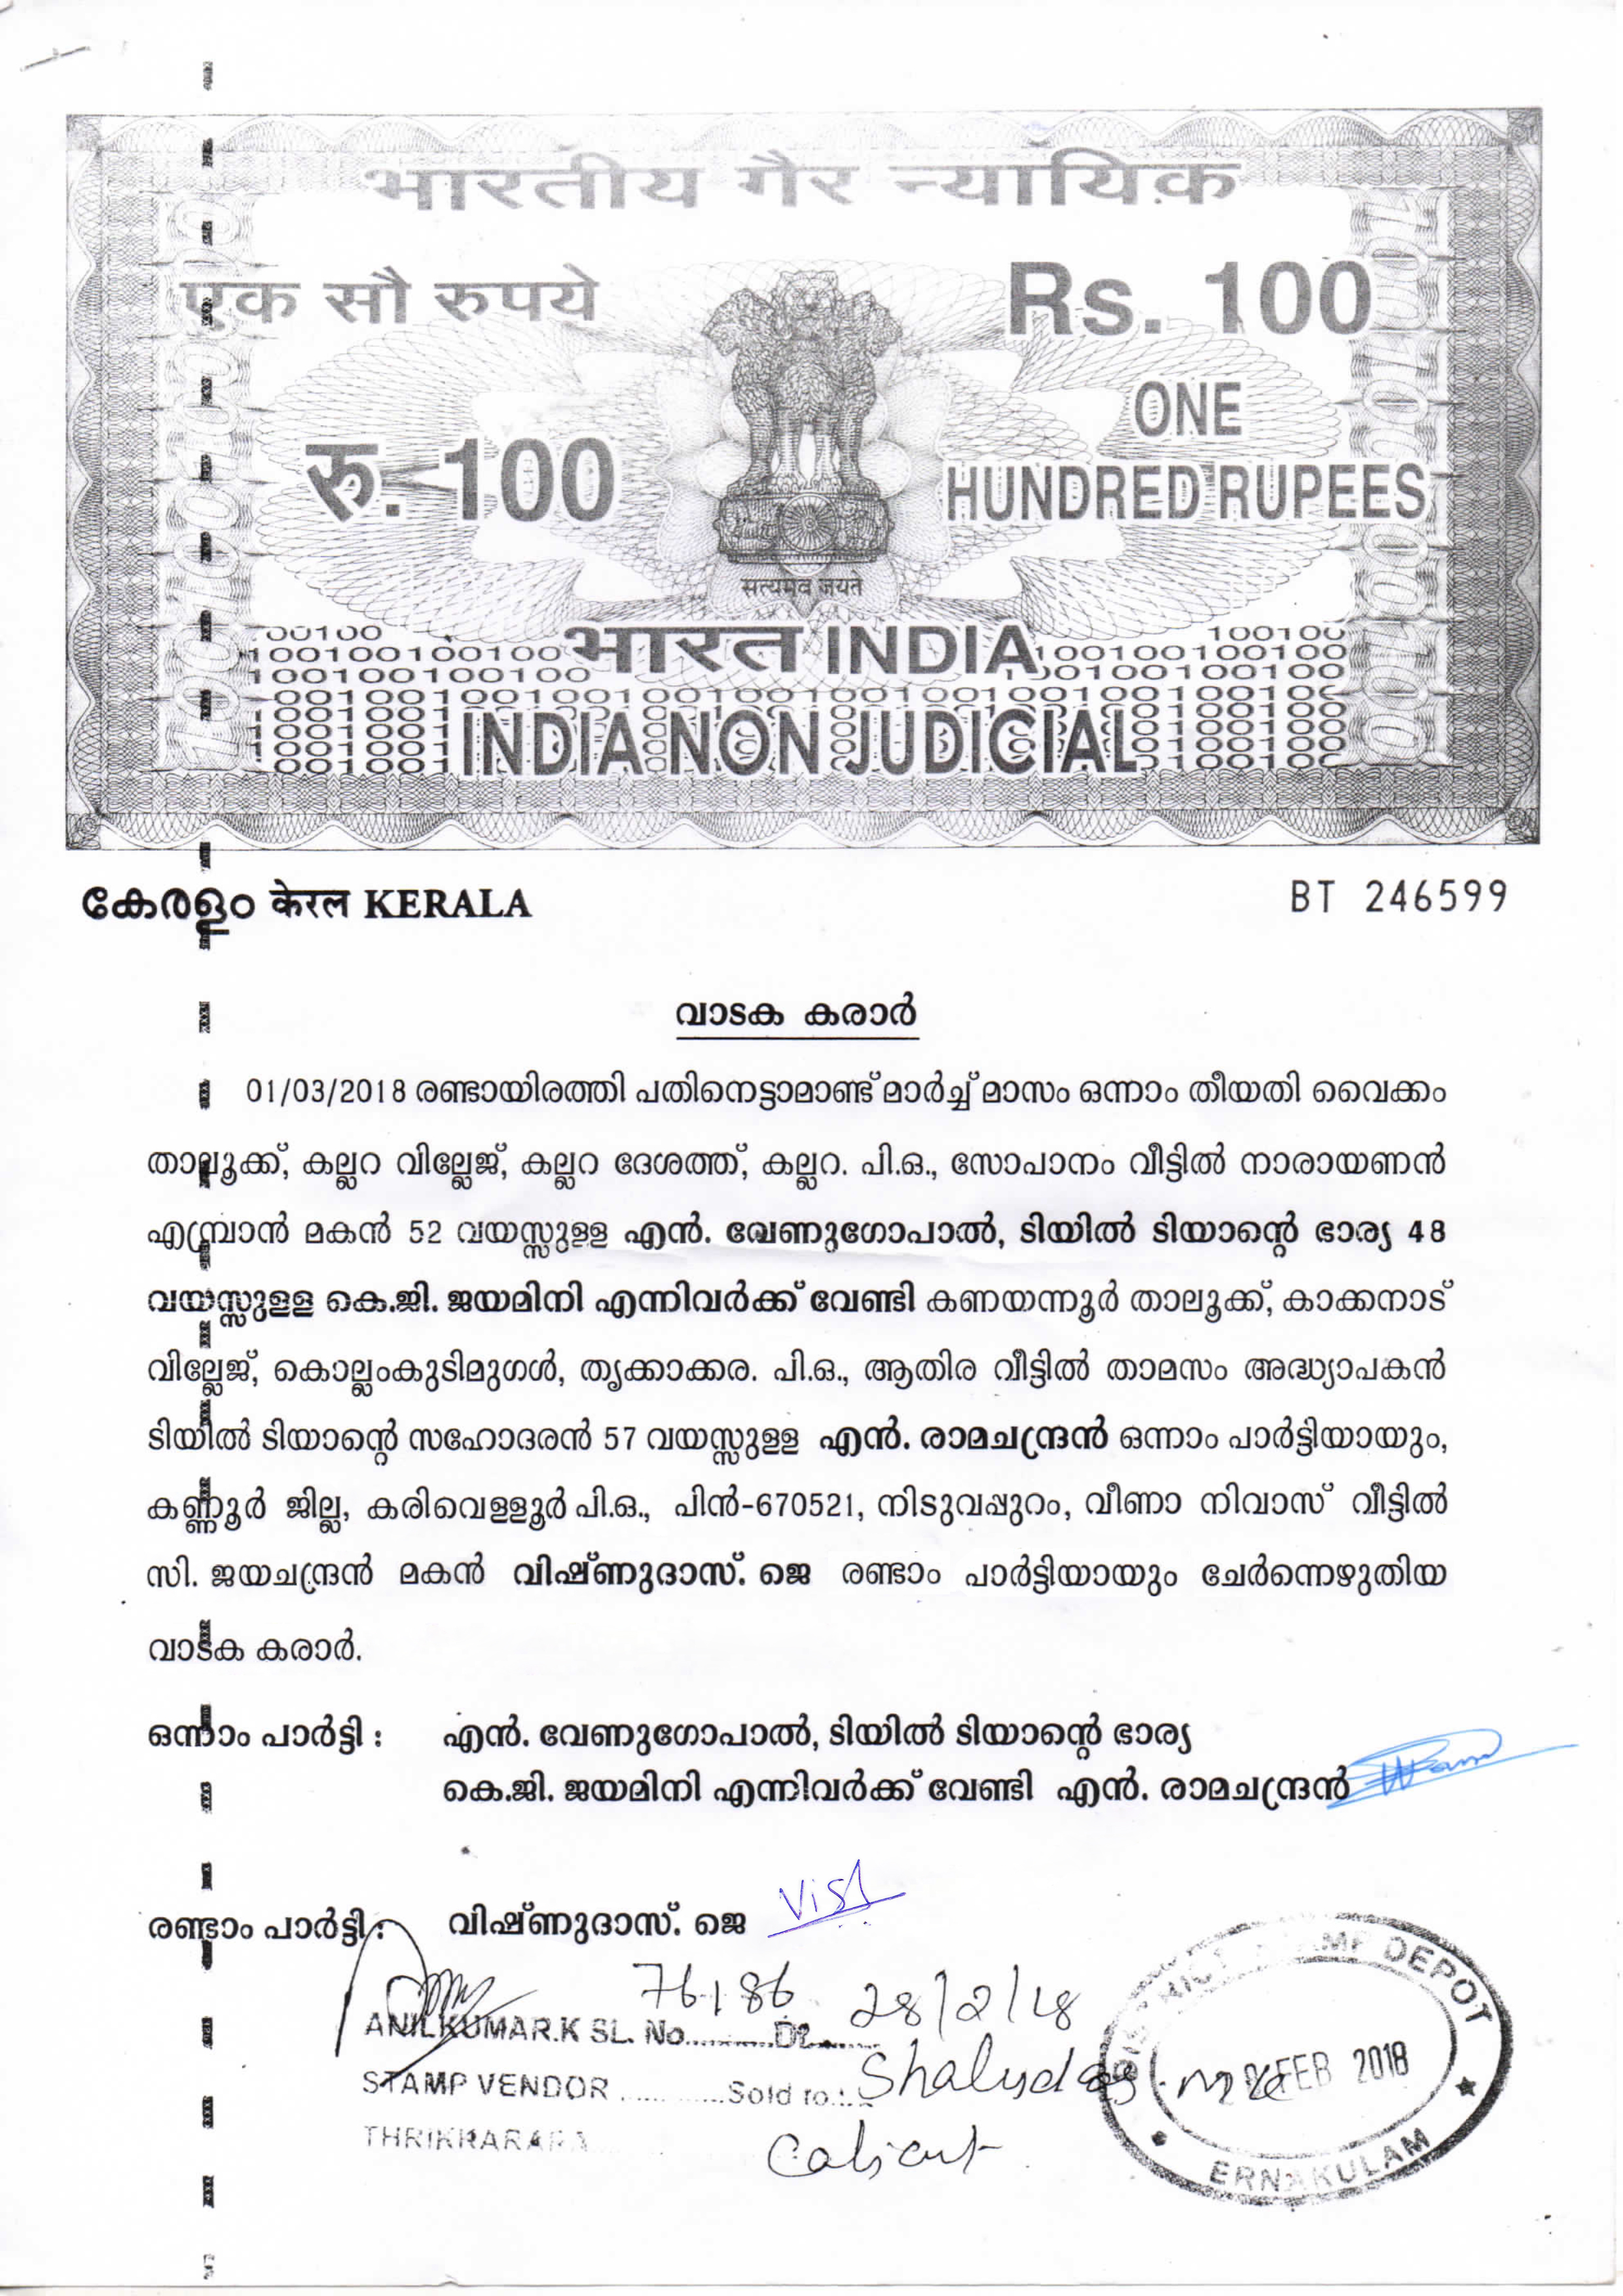 भारतीय गैर न्यायिक
एक सौ रुपये
Rs. 100
रु. 100
ONE
HUNDRED RUPEES
सत्यमेव जयते
भारत INDIA
INDIA NON JUDICIAL
കേരളം केरल KERALA
BT 246599
വാടക കരാർ
01/03/2018 രണ്ടായിരത്തി പതിനെട്ടാമാണ്ട് മാർച്ച് മാസം ഒന്നാം തീയതി വൈക്കം
താലൂക്ക്, കല്ലറ വില്ലേജ്, കല്ലറ ദേശത്ത്, കല്ലറ. പി.ഒ., സോപാനം വീട്ടിൽ നാരായണൻ
എമ്പ്രാൻ മകൻ 52 വയസ്സുള്ള എൻ. വേണുഗോപാൽ, ടിയിൽ ടിയാന്റെ ഭാര്യ 48
വയസ്സുള്ള കെ.ജി. ജയമിനി എന്നിവർക്ക് വേണ്ടി കണയന്നൂർ താലൂക്ക്, കാക്കനാട്
വില്ലേജ്, കൊല്ലംകുടിമുഗൾ, തൃക്കാക്കര. പി.ഒ., ആതിര വീട്ടിൽ താമസം അദ്ധ്യാപകൻ
ടിയിൽ ടിയാന്റെ സഹോദരൻ 57 വയസ്സുള്ള എൻ. രാമചന്ദ്രൻ ഒന്നാം പാർട്ടിയായും,
കണ്ണൂർ ജില്ല, കരിവെള്ളൂർ പി.ഒ., പിൻ-670521, നിടുവപ്പുറം, വീണാ നിവാസ് വീട്ടിൽ
സി. ജയചന്ദ്രൻ മകൻ വിഷ്ണുദാസ്. ജെ രണ്ടാം പാർട്ടിയായും ചേർന്നെഴുതിയ
വാടക കരാർ.
ഒന്നാം പാർട്ടി : എൻ. വേണുഗോപാൽ, ടിയിൽ ടിയാന്റെ ഭാര്യ
കെ.ജി. ജയമിനി എന്നിവർക്ക് വേണ്ടി എൻ. രാമചന്ദ്രൻ
രണ്ടാം പാർട്ടി : വിഷ്ണുദാസ്. ജെ
76186 28/2/18
ANILKUMAR.K SL. No.........Dt.......
STAMP VENDOR ............Sold to:..
THRIKKAKARA
Calicut
DISTRICT STAMP DEPOT
FEB 2018
ERNAKULAM